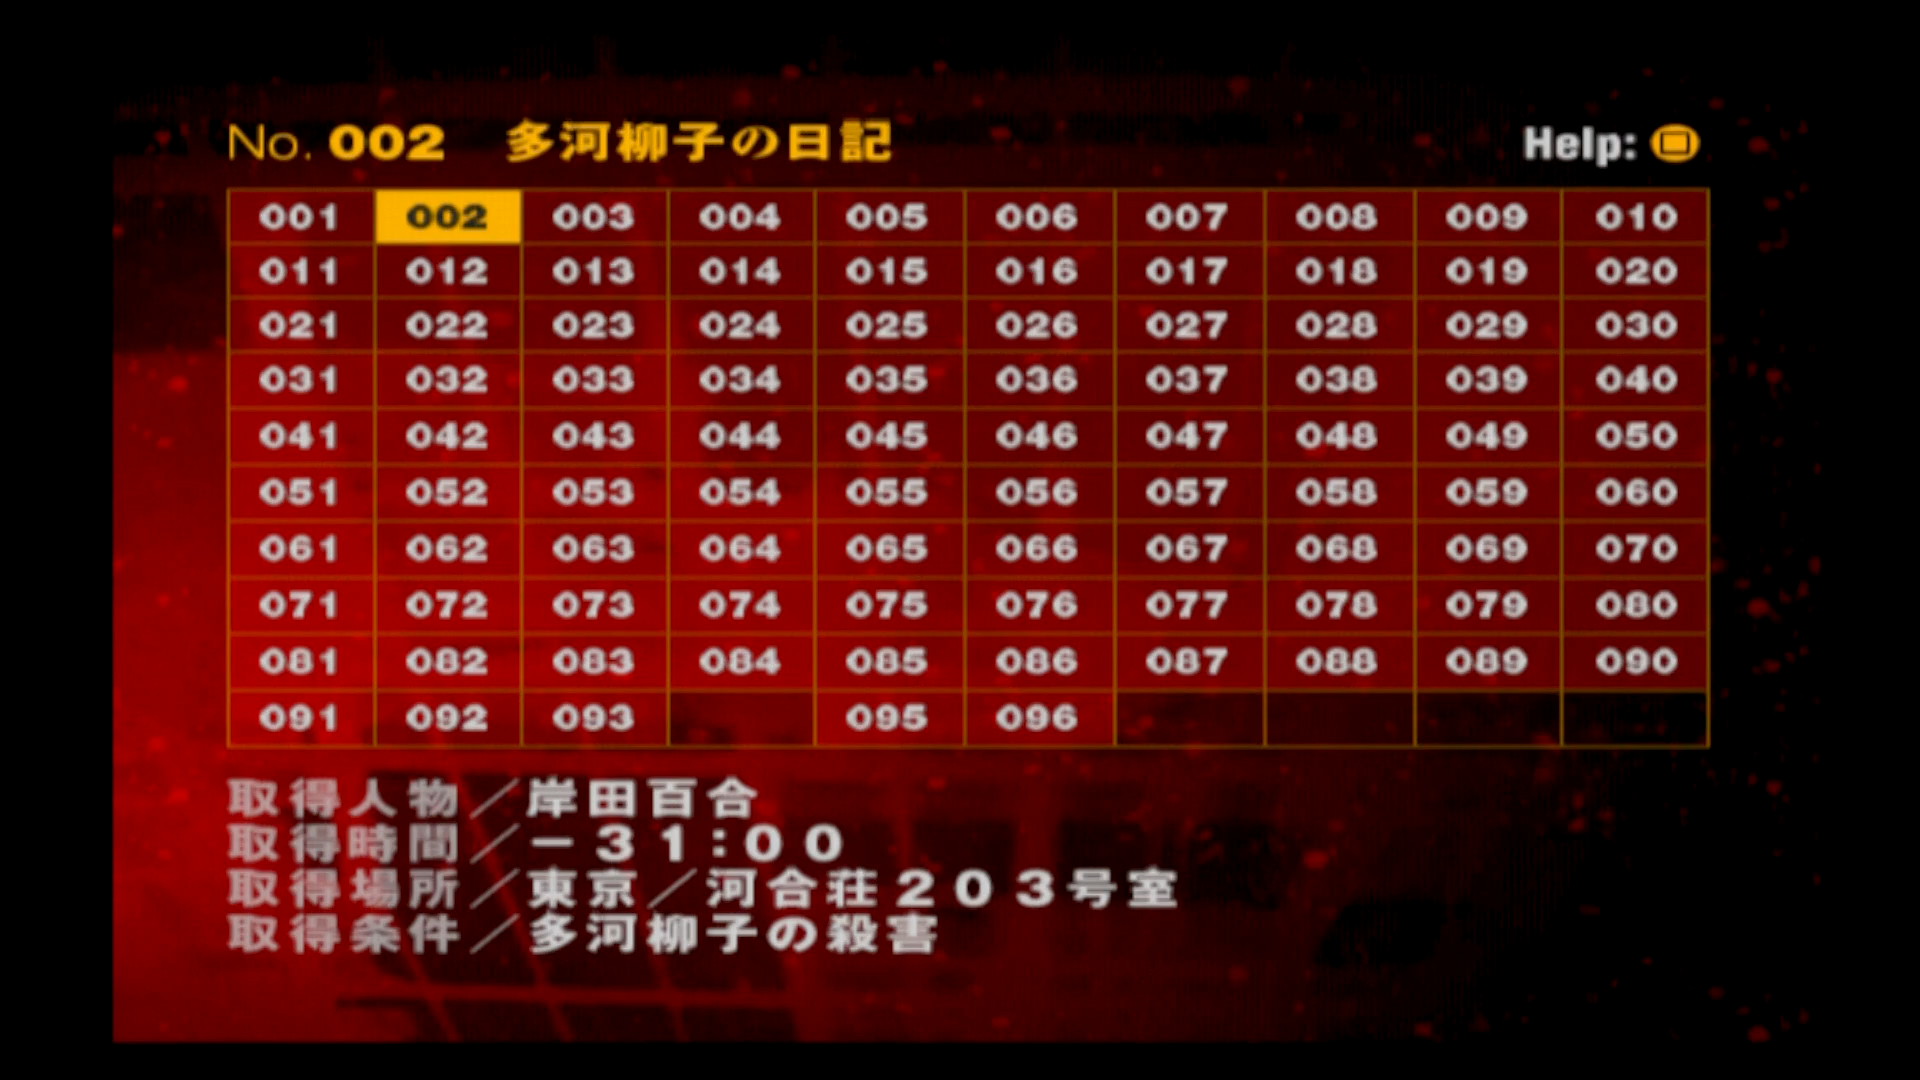 No. 002 多河柳子の日記
Help:
001 002 003 004 005 006 007 008 009 010
011 012 013 014 015 016 017 018 019 020
021 022 023 024 025 026 027 028 029 030
031 032 033 034 035 036 037 038 039 040
041 042 043 044 045 046 047 048 049 050
051 052 053 054 055 056 057 058 059 060
061 062 063 064 065 066 067 068 069 070
071 072 073 074 075 076 077 078 079 080
081 082 083 084 085 086 087 088 089 090
091 092 093 095 096
取得人物／岸田百合
取得時間／－３１：００
取得場所／東京／河合荘２０３号室
取得条件／多河柳子の殺害